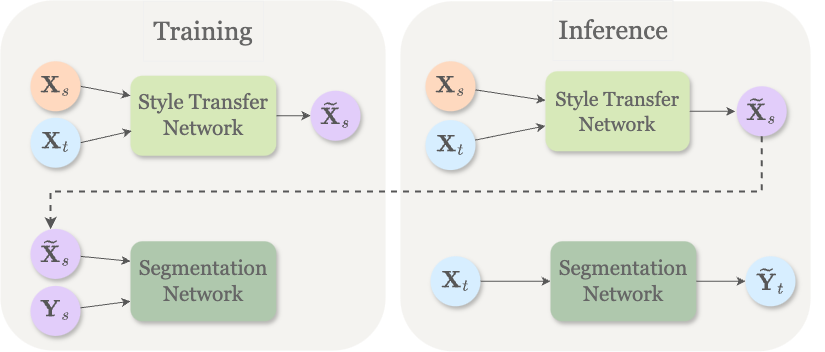 Training
X_s
Style Transfer
Network
X̃_s
X_t
X̃_s
Segmentation
Network
Y_s
Inference
X_s
Style Transfer
Network
X̃_s
X_t
X_t
Segmentation
Network
Ỹ_t